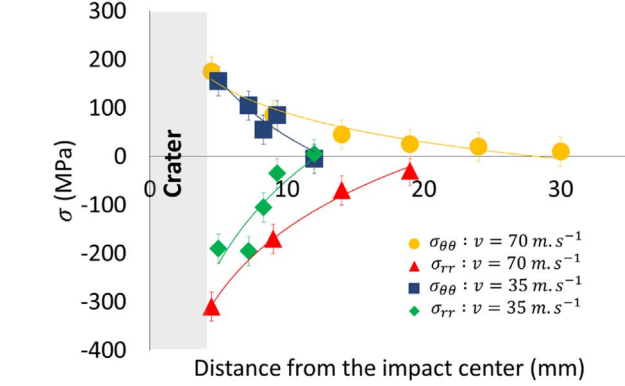 300
200
100
0
-100
-200
-300
-400
σ (MPa)
Crater
0 10 20 30
σθθ : v = 70 m.s⁻¹
σrr : v = 70 m.s⁻¹
σθθ : v = 35 m.s⁻¹
σrr : v = 35 m.s⁻¹
Distance from the impact center (mm)